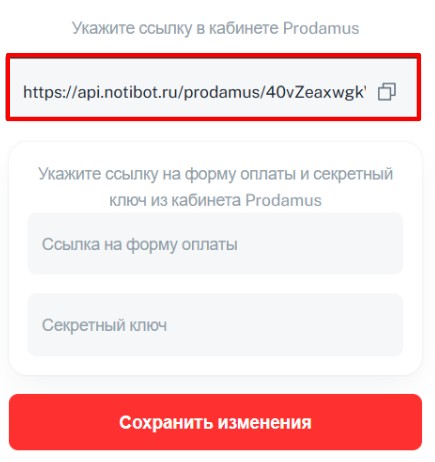 Укажите ссылку в кабинете Prodamus
https://api.notibot.ru/prodamus/40vZeaxwgk
Укажите ссылку на форму оплаты и секретный
ключ из кабинета Prodamus
Ссылка на форму оплаты
Секретный ключ
Сохранить изменения